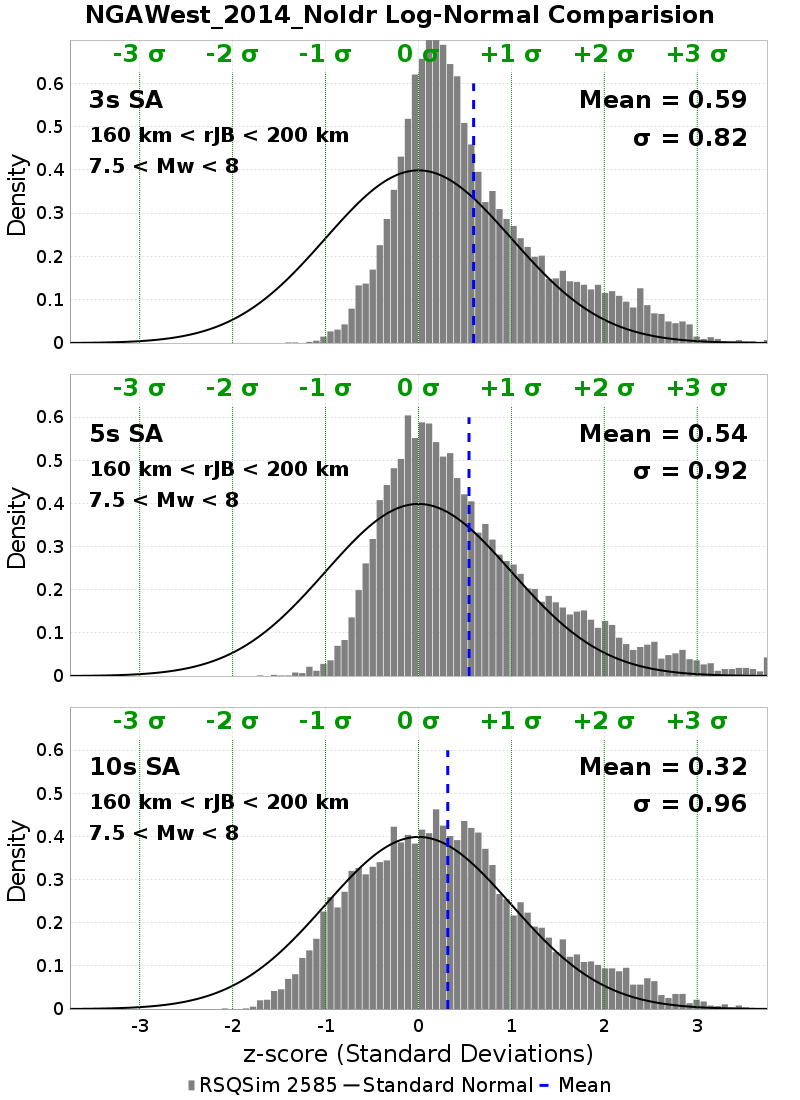 NGAWest_2014_NoIdr Log-Normal Comparision
-3 σ -2 σ -1 σ 0 σ +1 σ +2 σ +3 σ
0.6
3s SA Mean = 0.59
0.5
160 km < rJB < 200 km σ = 0.82
7.5 < Mw < 8
0.4
0.3
0.2
0.1
0
Density
-3 σ -2 σ -1 σ 0 σ +1 σ +2 σ +3 σ
0.6
5s SA Mean = 0.54
0.5
160 km < rJB < 200 km σ = 0.92
7.5 < Mw < 8
0.4
0.3
0.2
0.1
0
Density
-3 σ -2 σ -1 σ 0 σ +1 σ +2 σ +3 σ
0.6
10s SA Mean = 0.32
0.5
160 km < rJB < 200 km σ = 0.96
7.5 < Mw < 8
0.4
0.3
0.2
0.1
0
Density
-3 -2 -1 0 1 2 3
z-score (Standard Deviations)
RSQSim 2585 Standard Normal Mean